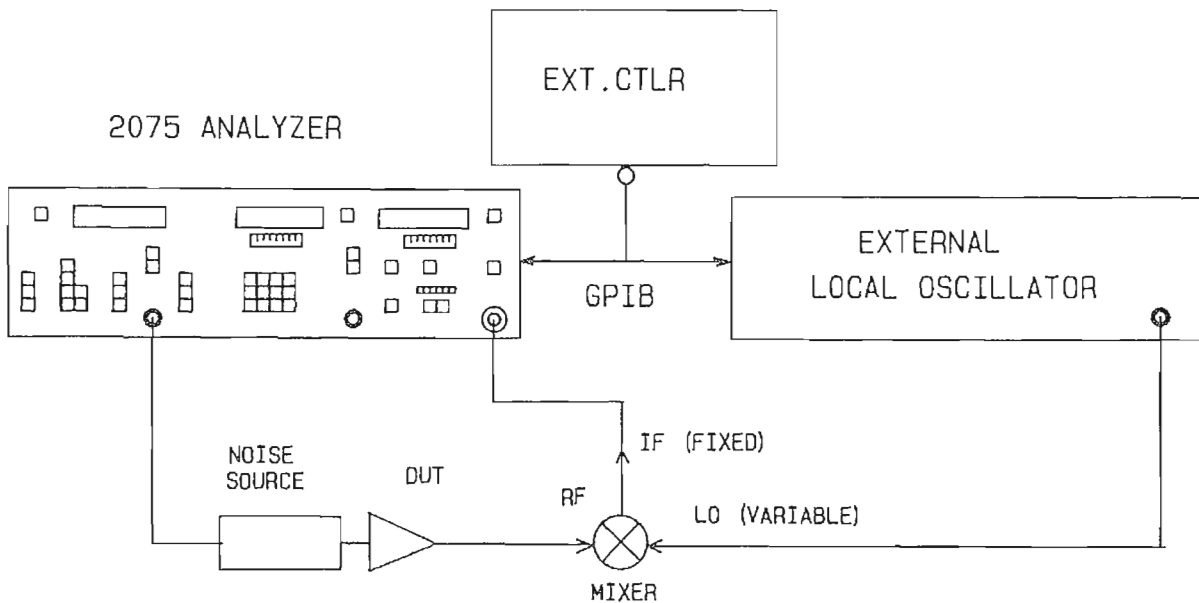 EXT.CTLR
2075 ANALYZER
EXTERNAL
LOCAL OSCILLATOR
GPIB
IF (FIXED)
NOISE
SOURCE
DUT
RF
LO (VARIABLE)
MIXER